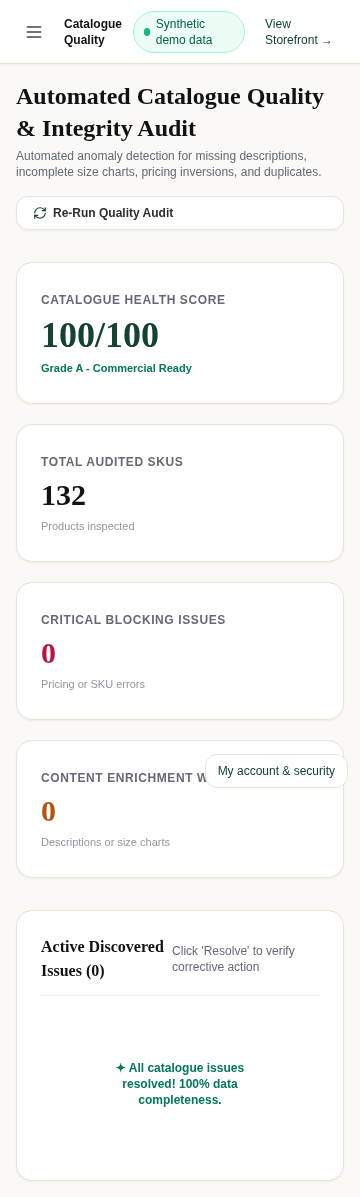 Catalogue
Quality
Synthetic
demo data
View
Storefront →
Automated Catalogue Quality
& Integrity Audit
Automated anomaly detection for missing descriptions,
incomplete size charts, pricing inversions, and duplicates.
Re-Run Quality Audit
CATALOGUE HEALTH SCORE
100/100
Grade A - Commercial Ready
TOTAL AUDITED SKUS
132
Products inspected
CRITICAL BLOCKING ISSUES
0
Pricing or SKU errors
CONTENT ENRICHMENT
My account & security
0
Descriptions or size charts
Active Discovered
Issues (0)
Click 'Resolve' to verify
corrective action
✦ All catalogue issues
resolved! 100% data
completeness.